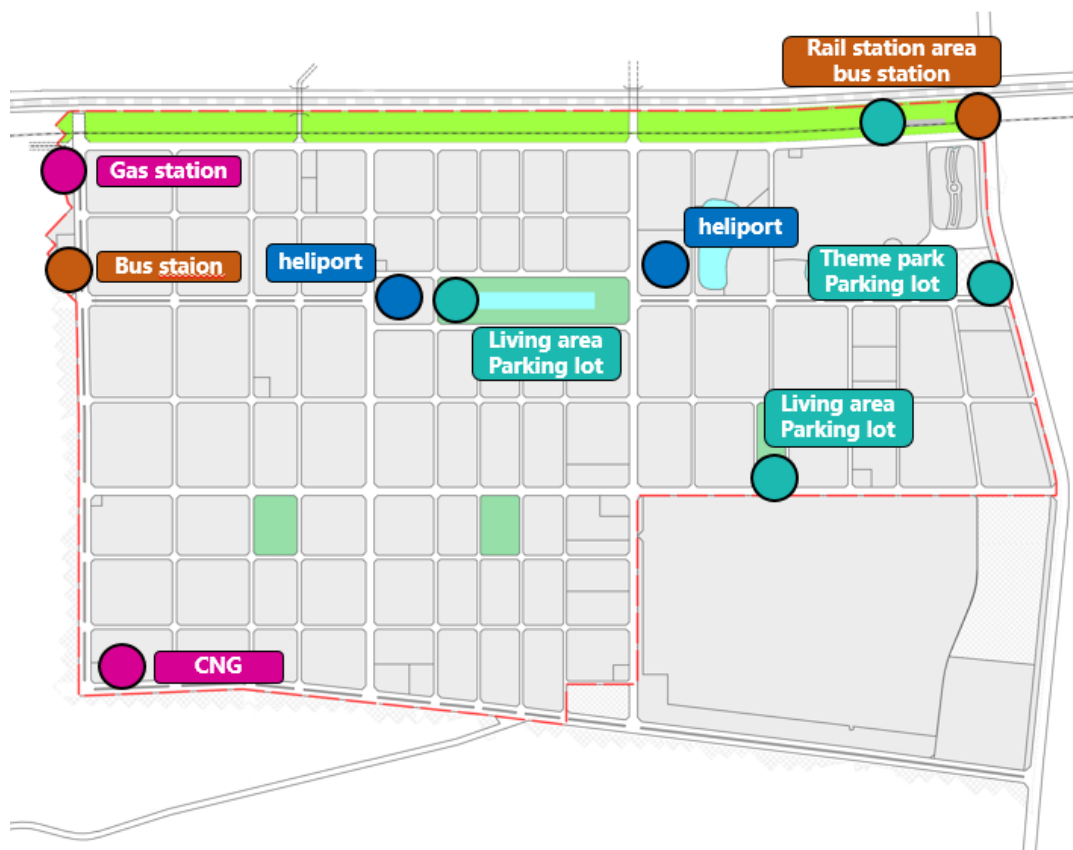 Rail station area
bus station
Gas station
heliport
Bus staion
heliport
Theme park
Parking lot
Living area
Parking lot
Living area
Parking lot
CNG